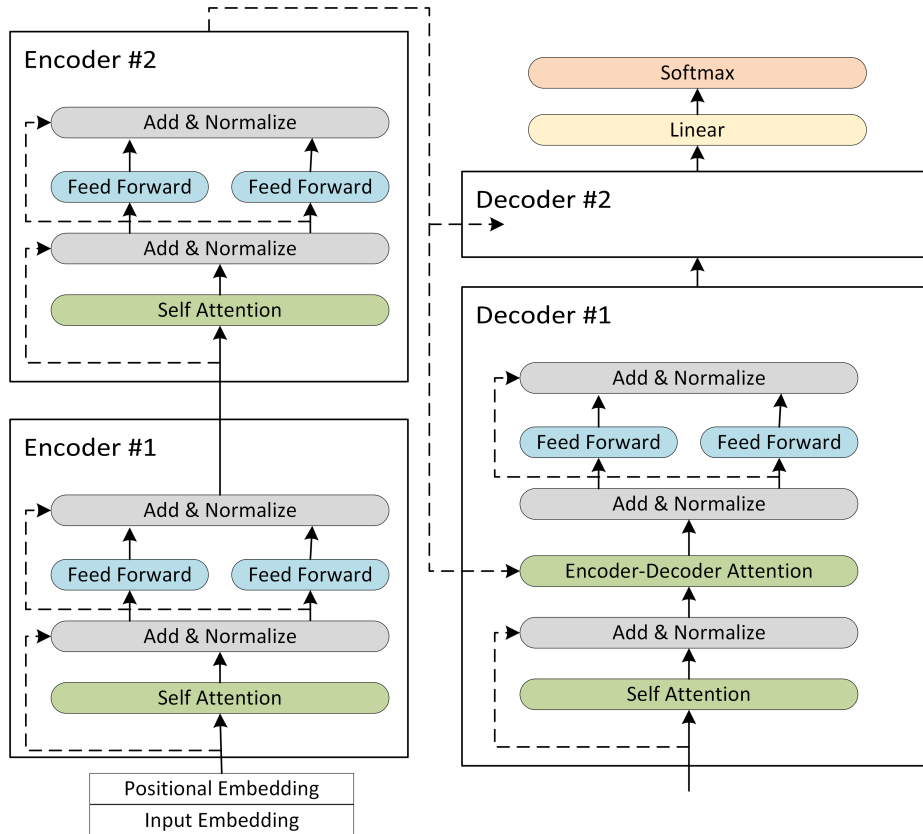 Encoder #2
Add & Normalize
Feed Forward
Feed Forward
Add & Normalize
Self Attention
Encoder #1
Add & Normalize
Feed Forward
Feed Forward
Add & Normalize
Self Attention
Positional Embedding
Input Embedding
Softmax
Linear
Decoder #2
Decoder #1
Add & Normalize
Feed Forward
Feed Forward
Add & Normalize
Encoder-Decoder Attention
Add & Normalize
Self Attention